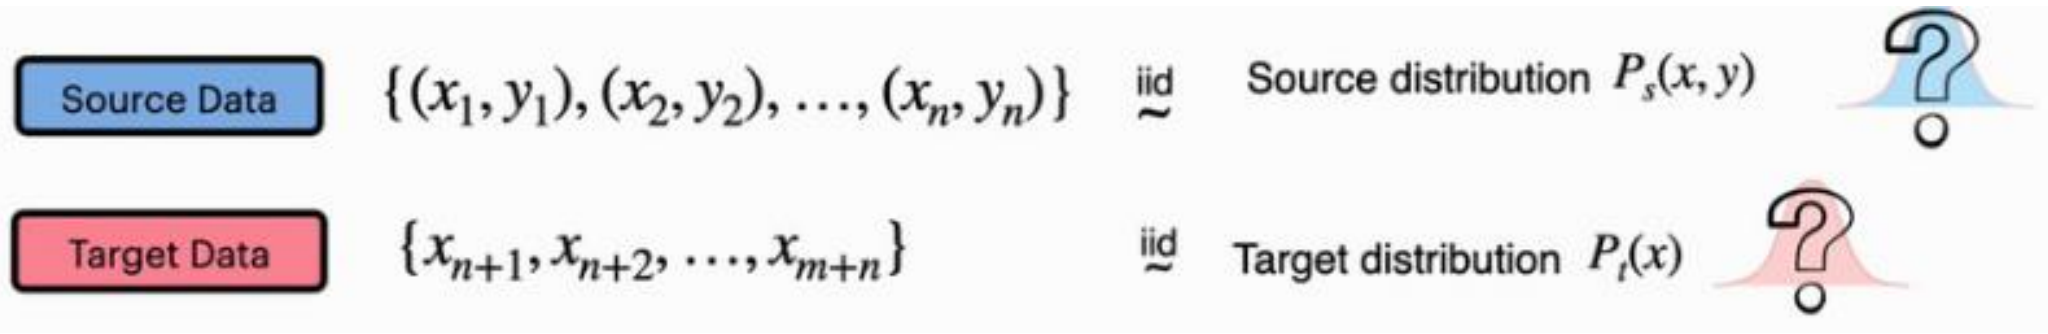 Source Data {(x₁, y₁), (x₂, y₂), …, (xₙ, yₙ)} iid ~ Source distribution Pₛ(x, y) ?
Target Data {xₙ₊₁, xₙ₊₂, …, xₘ₊ₙ} iid ~ Target distribution Pₜ(x) ?